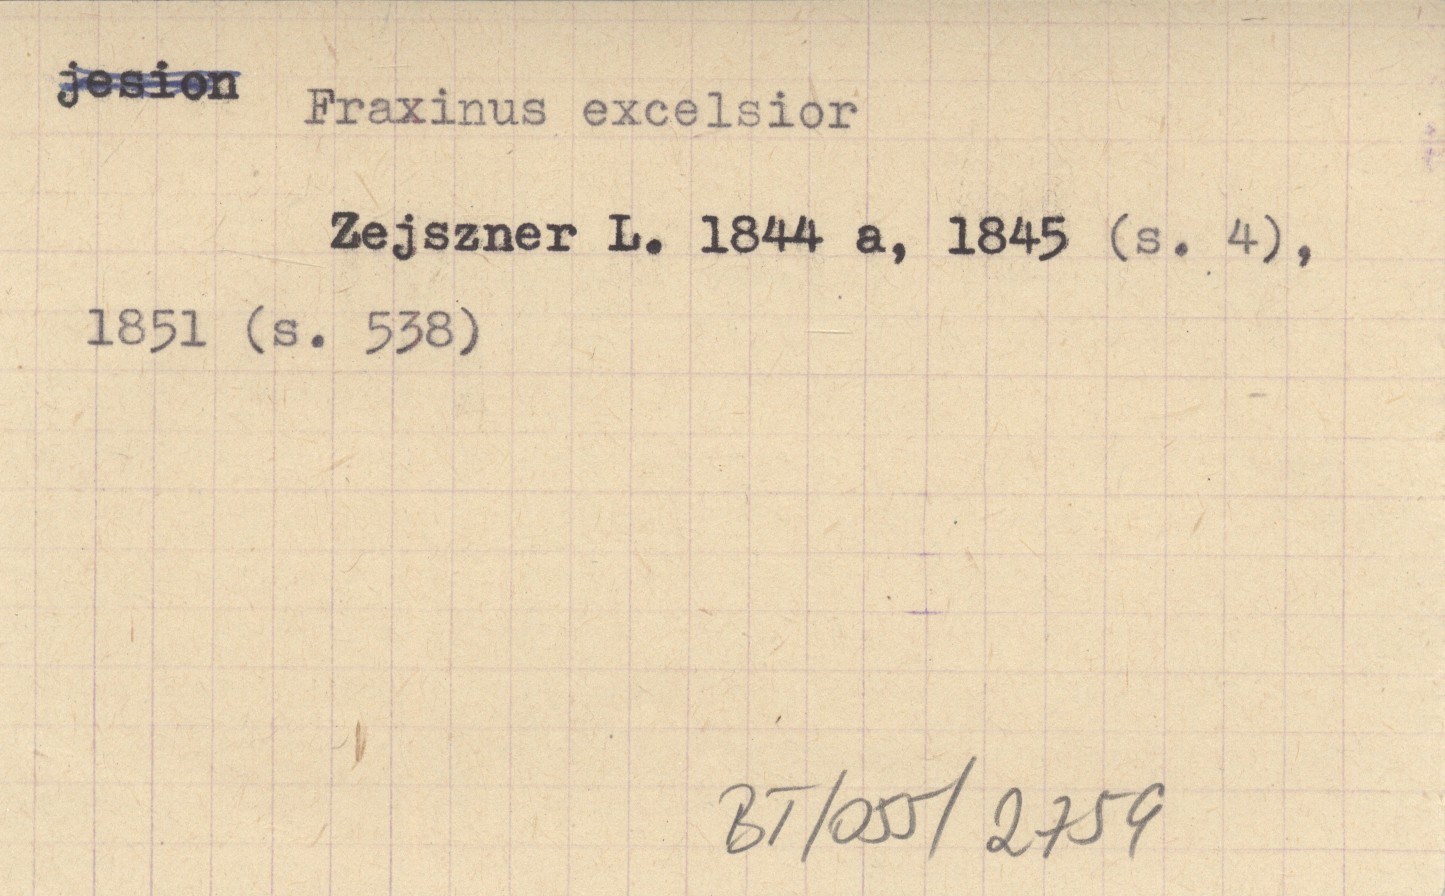 jesion Fraxinus excelsior
Zejszner L. 1844 a, 1845 (s. 4),
1851 (s. 538)
BT/055/2759